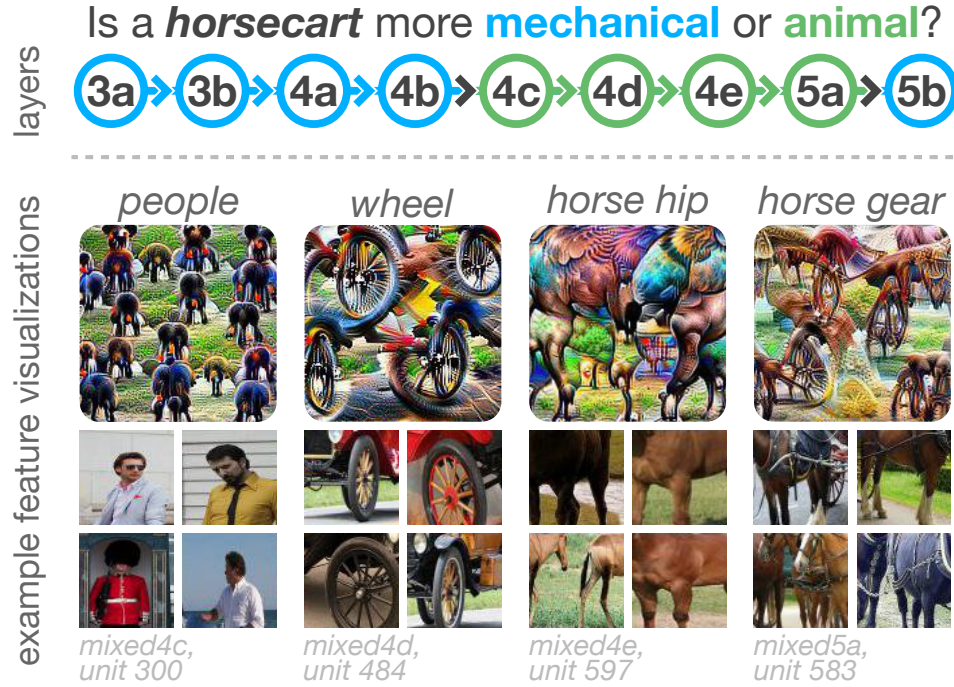 Is a horsecart more mechanical or animal?
layers
3a 3b 4a 4b 4c 4d 4e 5a 5b
example feature visualizations
people wheel horse hip horse gear
mixed4c, mixed4d, mixed4e, mixed5a,
unit 300 unit 484 unit 597 unit 583